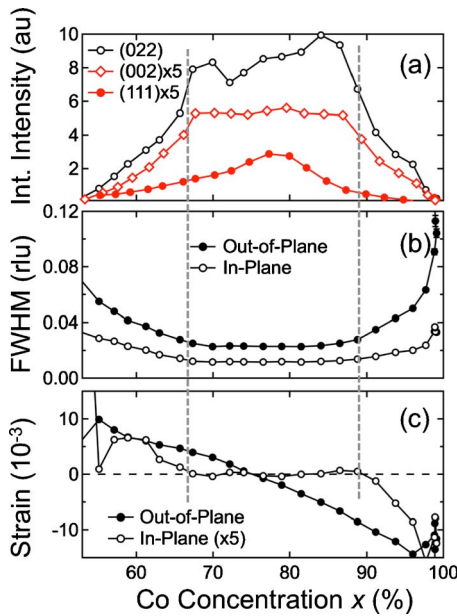 (a)
(022)
(002)x5
(111)x5
Int. Intensity (au)
10
8
6
4
2
(b)
Out-of-Plane
In-Plane
FWHM (rlu)
0.12
0.08
0.04
0.00
(c)
Out-of-Plane
In-Plane (x5)
Strain (10⁻³)
10
0
-10
60 70 80 90 100
Co Concentration x (%)